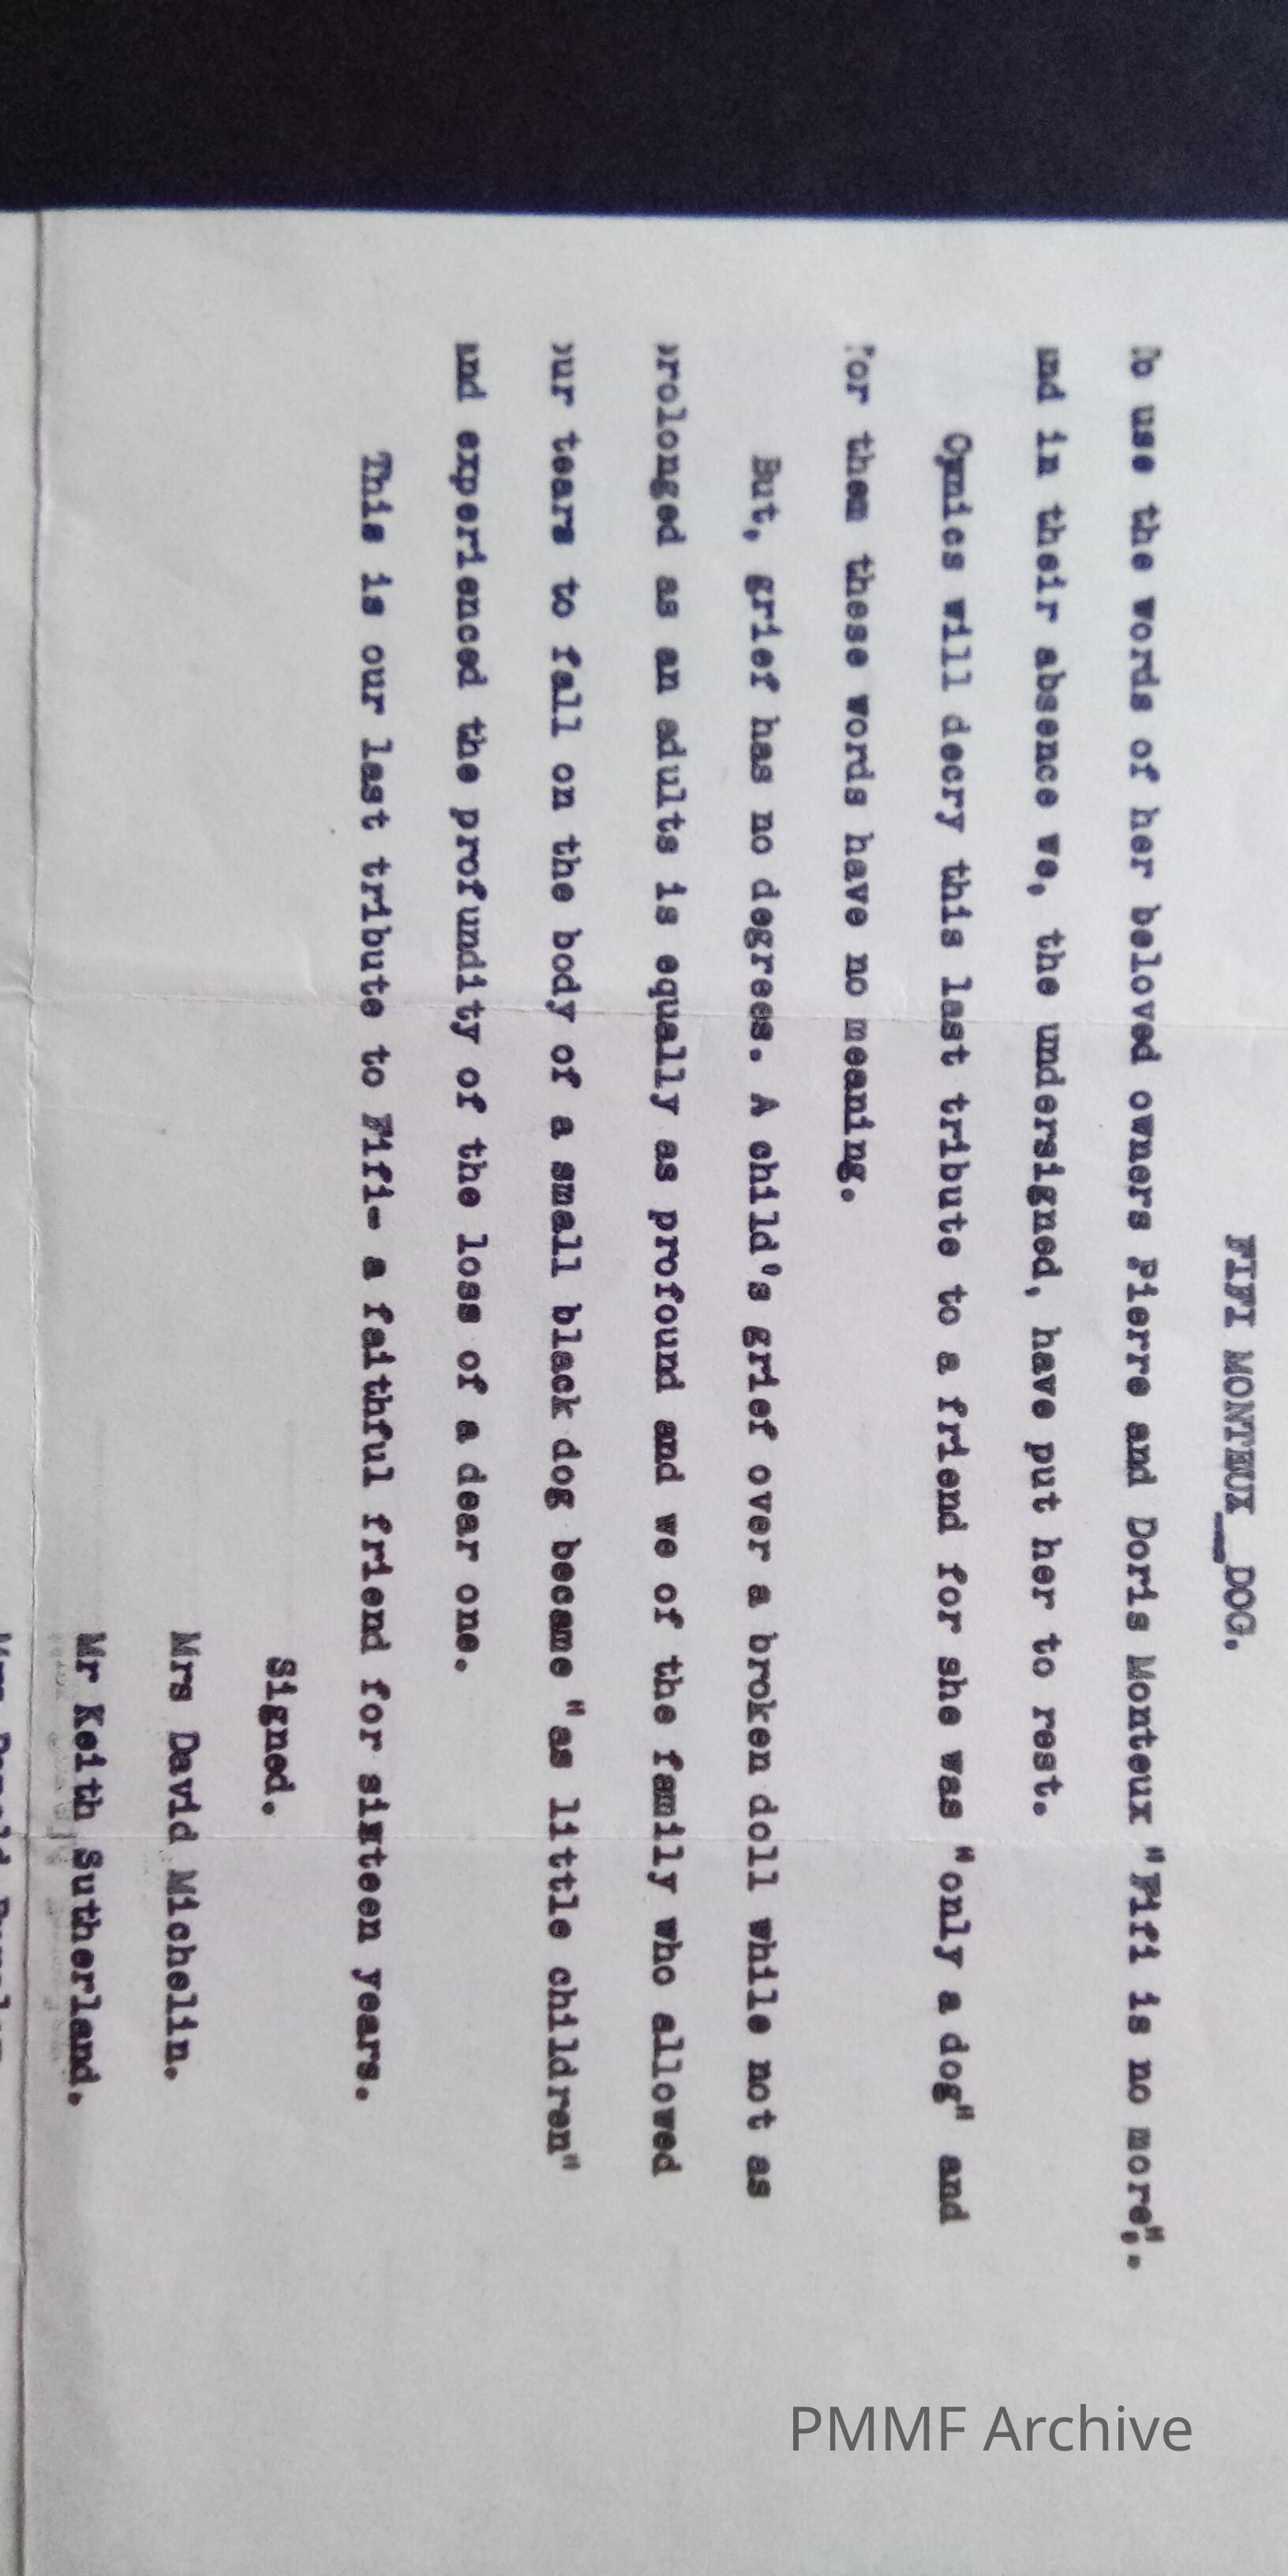 FIFI MONTEUX__DOG.
To use the words of her beloved owners Pierre and Doris Monteux "Fifi is no more",.
and in their absence we, the undersigned, have put her to rest.
Cynics will decry this last tribute to a friend for she was "only a dog" and
for them these words have no meaning.
But, grief has no degrees. A child's grief over a broken doll while not as
prolonged as an adults is equally as profound and we of the family who allowed
our tears to fall on the body of a small black dog became "as little children"
and experienced the profundity of the loss of a dear one.
This is our last tribute to Fifi- a faithful friend for sixteen years.
Signed.
Mrs David Michelin.
Mr Keith Sutherland.
PMMF Archive